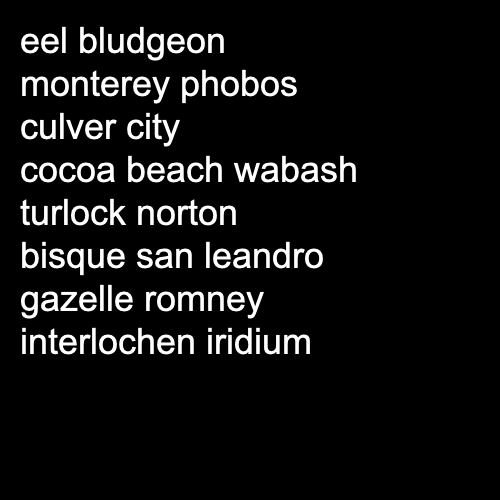 eel bludgeon
monterey phobos
culver city
cocoa beach wabash
turlock norton
bisque san leandro
gazelle romney
interlochen iridium